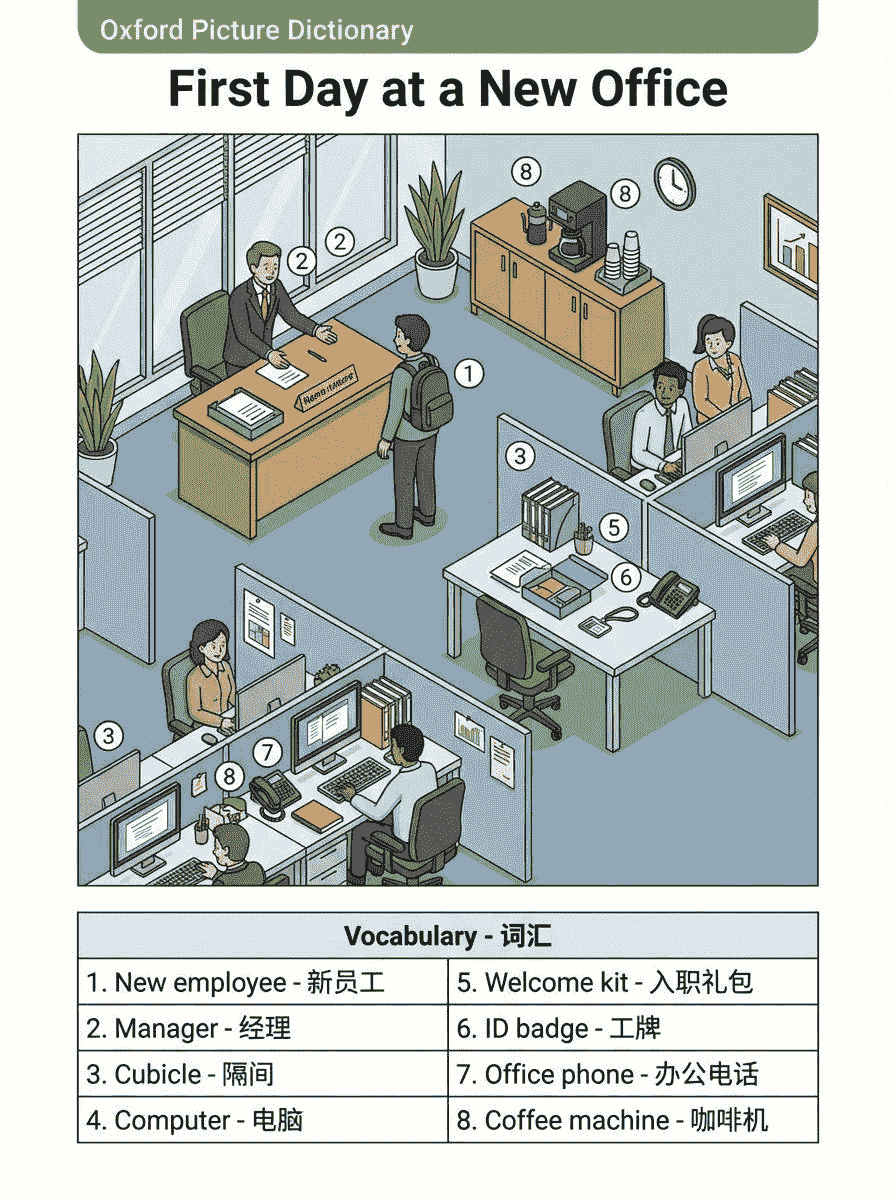 Oxford Picture Dictionary
First Day at a New Office
8
8
2
2
1
3
5
6
3
7
8
Vocabulary - 词汇
1. New employee - 新员工
5. Welcome kit - 入职礼包
2. Manager - 经理
6. ID badge - 工牌
3. Cubicle - 隔间
7. Office phone - 办公电话
4. Computer - 电脑
8. Coffee machine - 咖啡机